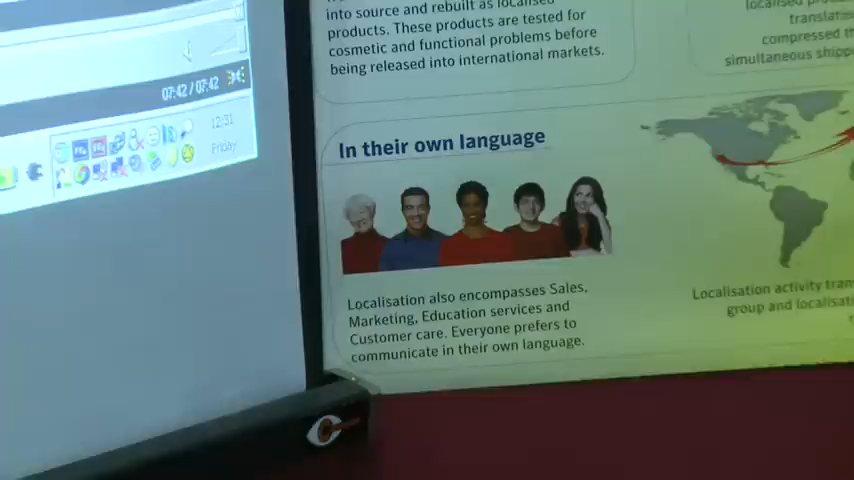 07:42 / 07:42
12:31
Friday
into source and rebuilt as localised
products. These products are tested for
cosmetic and functional problems before
being released into international markets.
localised
translation
compressed
simultaneous
In their own language
Localisation also encompasses Sales,
Marketing, Education services and
Customer care. Everyone prefers to
communicate in their own language.
Localisation activity
group and